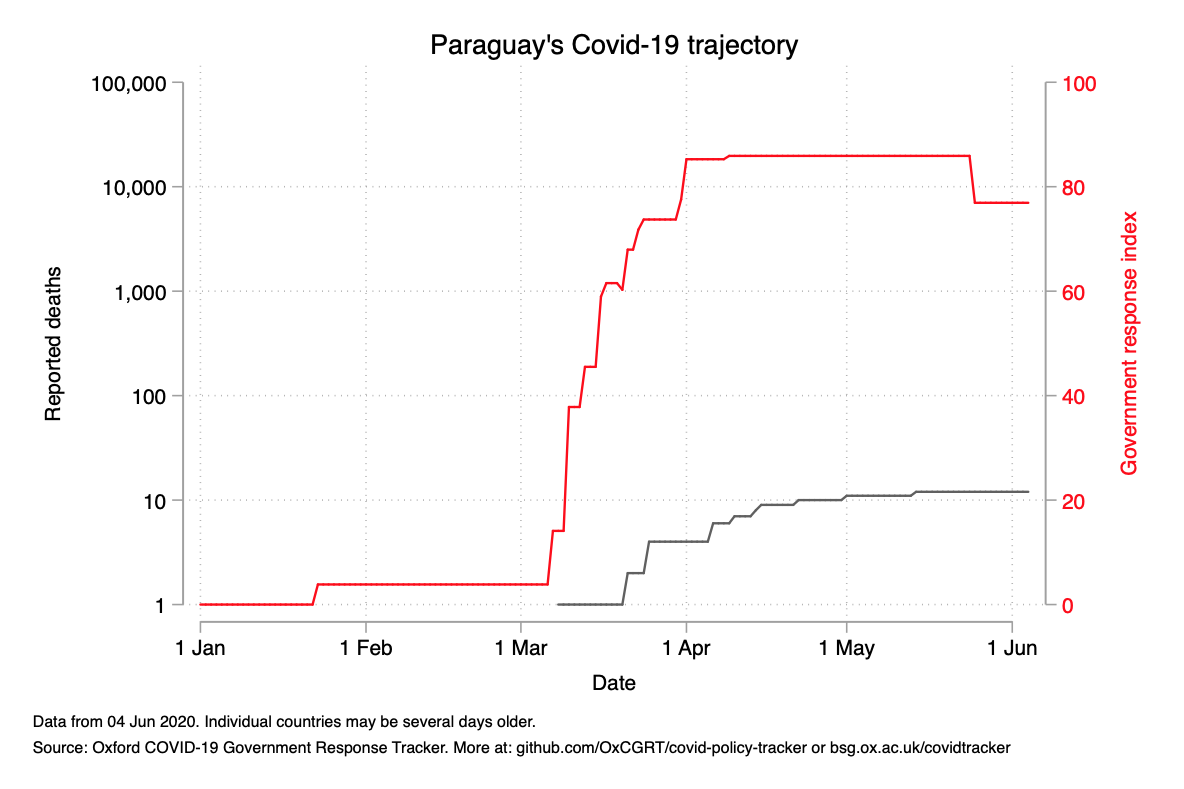 Paraguay's Covid-19 trajectory
100,000
10,000
1,000
100
10
1
Reported deaths
100
80
60
40
20
0
Government response index
1 Jan
1 Feb
1 Mar
1 Apr
1 May
1 Jun
Date
Data from 04 Jun 2020. Individual countries may be several days older.
Source: Oxford COVID-19 Government Response Tracker. More at: github.com/OxCGRT/covid-policy-tracker or bsg.ox.ac.uk/covidtracker